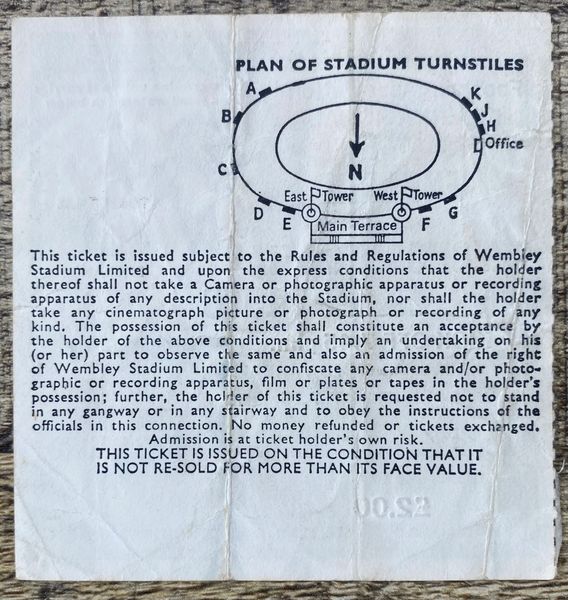 PLAN OF STADIUM TURNSTILES
A
K
B
J
H
Office
N
C
East Tower
West Tower
D
E
Main Terrace
F
G
This ticket is issued subject to the Rules and Regulations of Wembley
Stadium Limited and upon the express conditions that the holder
thereof shall not take a Camera or photographic apparatus or recording
apparatus of any description into the Stadium, nor shall the holder
take any cinematograph picture or photograph or recording of any
kind. The possession of this ticket shall constitute an acceptance by
the holder of the above conditions and imply an undertaking on his
(or her) part to observe the same and also an admission of the right
of Wembley Stadium Limited to confiscate any camera and/or photo-
graphic or recording apparatus, film or plates or tapes in the holder's
possession; further, the holder of this ticket is requested not to stand
in any gangway or in any stairway and to obey the instructions of the
officials in this connection. No money refunded or tickets exchanged.
Admission is at ticket holder's own risk.
THIS TICKET IS ISSUED ON THE CONDITION THAT IT
IS NOT RE-SOLD FOR MORE THAN ITS FACE VALUE.
£2.00